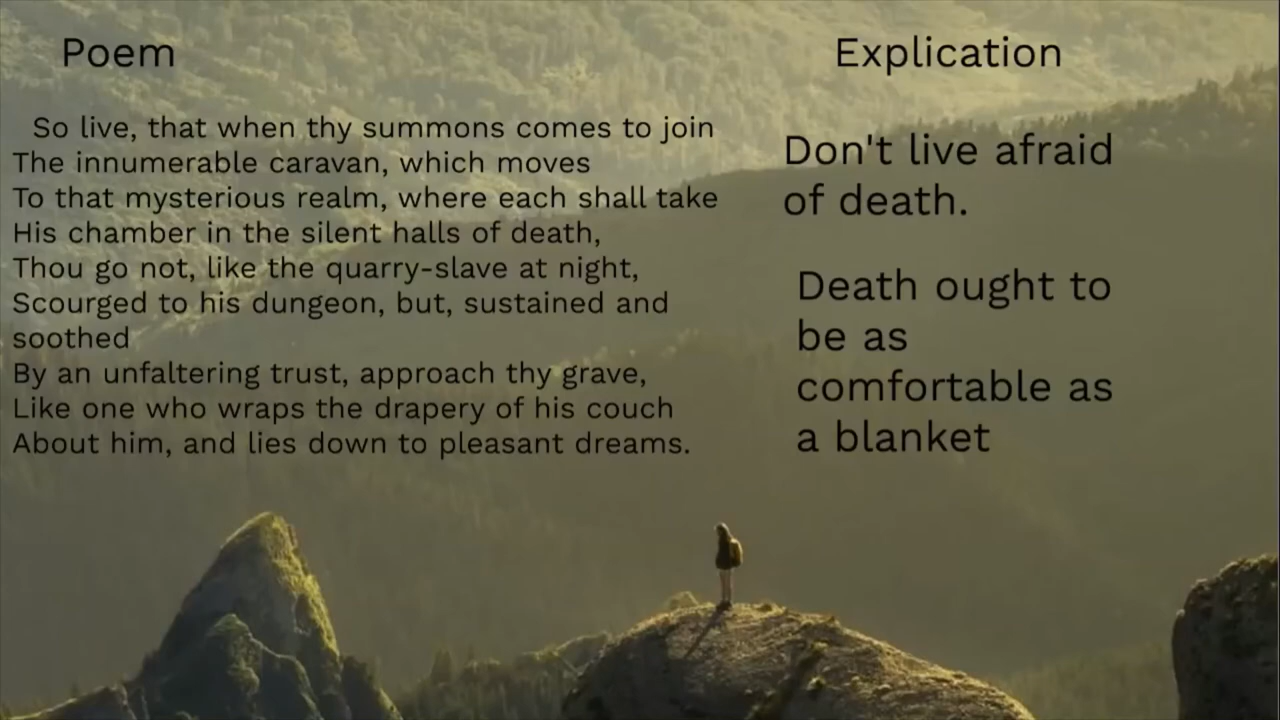 Poem
So live, that when thy summons comes to join
The innumerable caravan, which moves
To that mysterious realm, where each shall take
His chamber in the silent halls of death,
Thou go not, like the quarry-slave at night,
Scourged to his dungeon, but, sustained and
soothed
By an unfaltering trust, approach thy grave,
Like one who wraps the drapery of his couch
About him, and lies down to pleasant dreams.
Explication
Don't live afraid
of death.
Death ought to
be as
comfortable as
a blanket